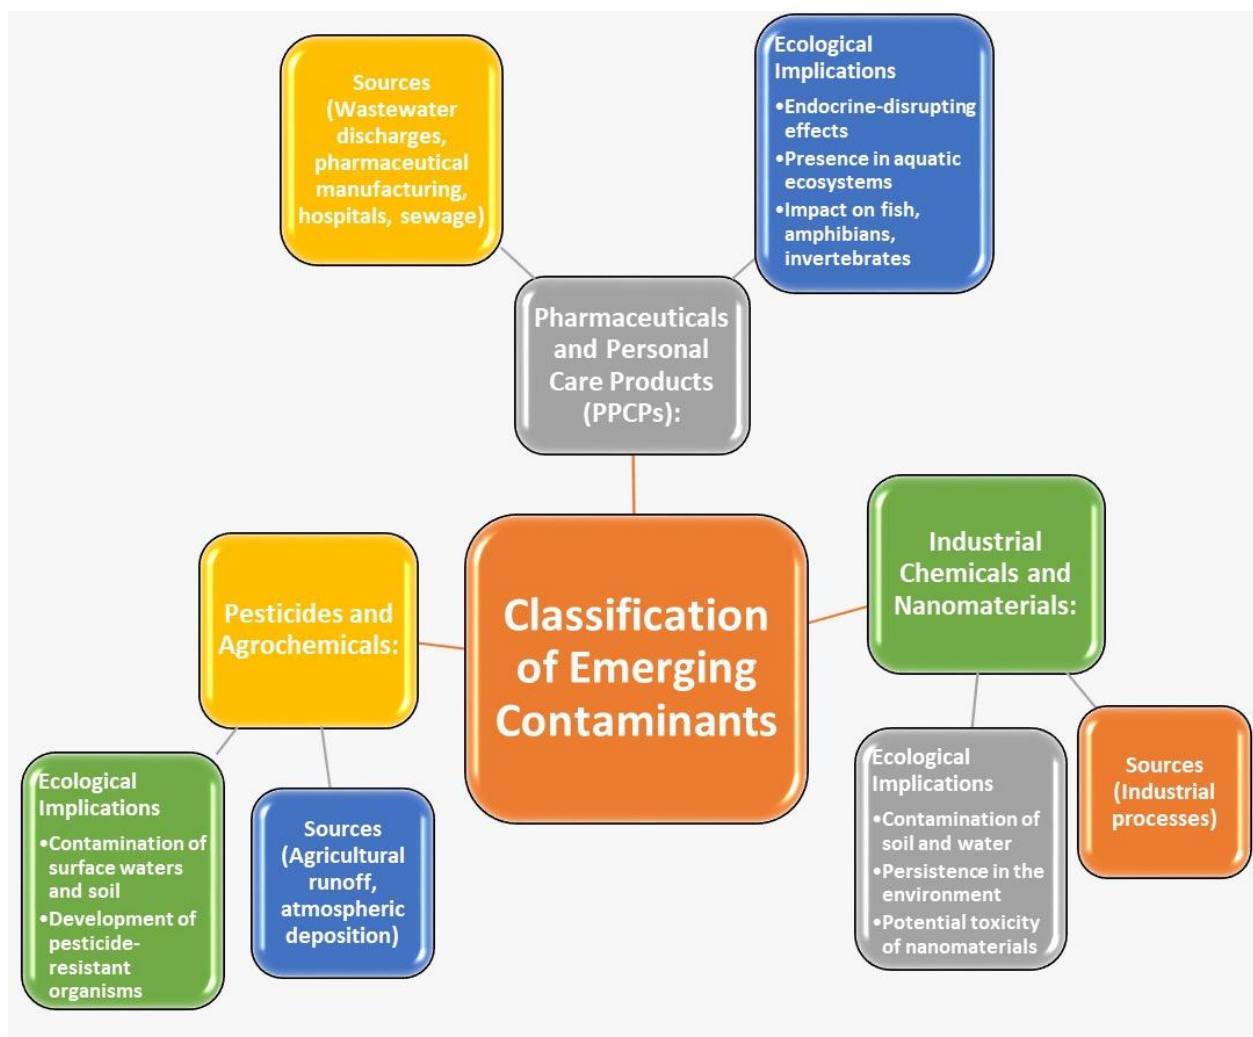 Sources
(Wastewater
discharges,
pharmaceutical
manufacturing,
hospitals, sewage)
Ecological
Implications
•Endocrine-disrupting
effects
•Presence in aquatic
ecosystems
•Impact on fish,
amphibians,
invertebrates
Pharmaceuticals
and Personal
Care Products
(PPCPs):
Classification
of Emerging
Contaminants
Industrial
Chemicals and
Nanomaterials:
Pesticides and
Agrochemicals:
Ecological
Implications
•Contamination of
surface waters
and soil
•Development of
pesticide-
resistant
organisms
Sources
(Agricultural
runoff,
atmospheric
deposition)
Ecological
Implications
•Contamination of
soil and water
•Persistence in the
environment
•Potential toxicity
of nanomaterials
Sources
(Industrial
processes)